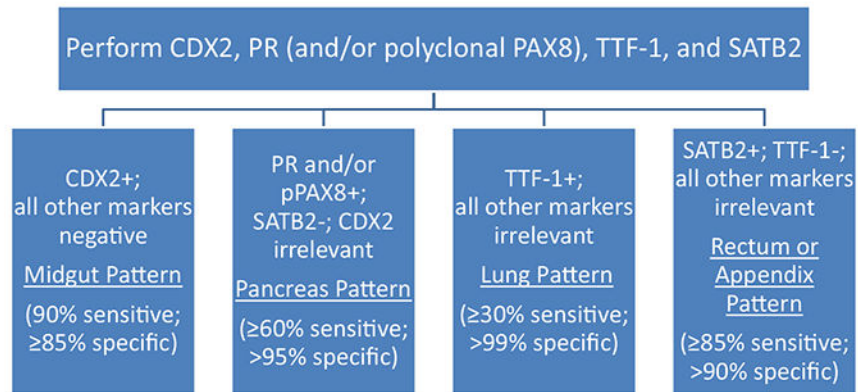 Perform CDX2, PR (and/or polyclonal PAX8), TTF-1, and SATB2
CDX2+;
all other markers
negative
Midgut Pattern
(90% sensitive;
≥85% specific)
PR and/or
pPAX8+;
SATB2-; CDX2
irrelevant
Pancreas Pattern
(≥60% sensitive;
>95% specific)
TTF-1+;
all other markers
irrelevant
Lung Pattern
(≥30% sensitive;
>99% specific)
SATB2+; TTF-1-;
all other markers
irrelevant
Rectum or
Appendix
Pattern
(≥85% sensitive;
>90% specific)